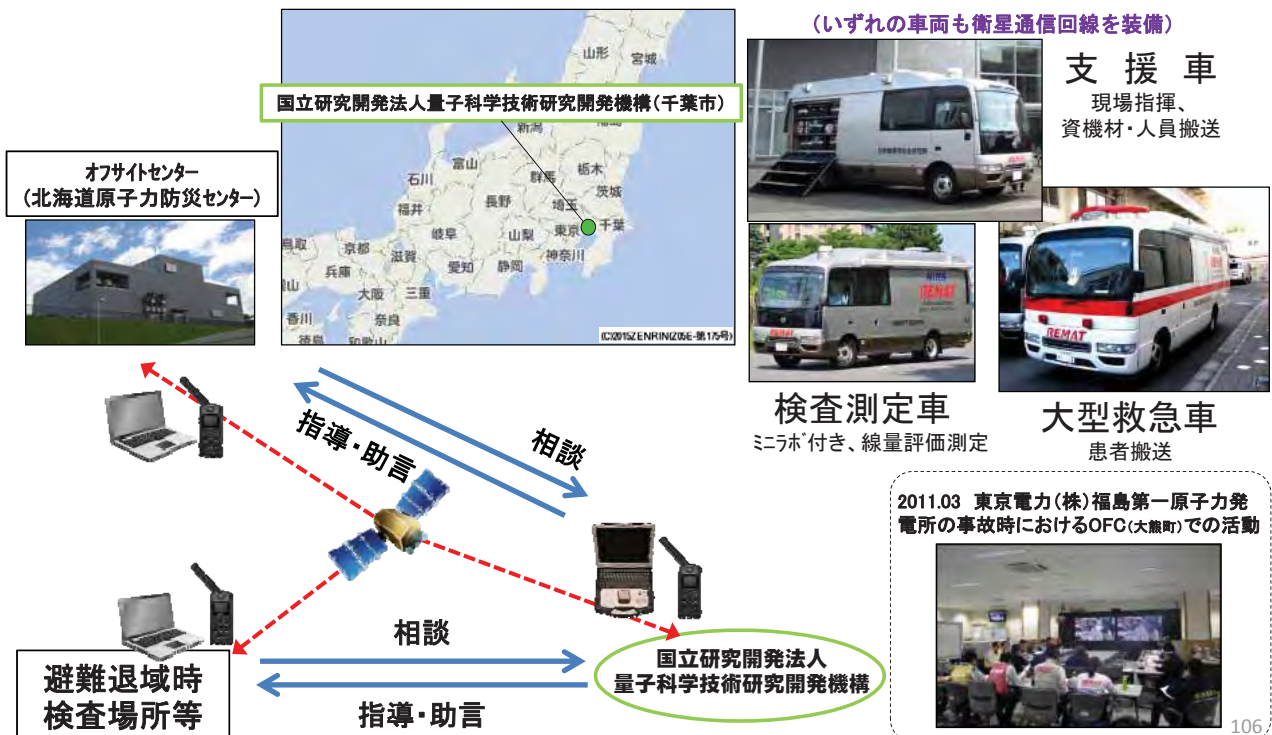 (いずれの車両も衛星通信回線を装備)
山形
宮城
国立研究開発法人量子科学技術研究開発機構(千葉市)
新潟
福島
富山
石川
群馬
栃木
茨城
福井
長野
埼玉
岐阜
山梨
東京
千葉
鳥取
京都
滋賀
愛知
静岡
神奈川
兵庫
大阪
三重
香川
奈良
徳島
和歌山
(C)2015ZENRIN(Z05E-第175号)
オフサイトセンター
(北海道原子力防災センター)
支援車
現場指揮、
資機材・人員搬送
REMAT
検査測定車
ミニラボ付き、線量評価測定
REMAT
大型救急車
患者搬送
相談
指導・助言
2011.03 東京電力(株)福島第一原子力発
電所の事故時におけるOFC(大熊町)での活動
相談
指導・助言
避難退域時
検査場所等
国立研究開発法人
量子科学技術研究開発機構
106